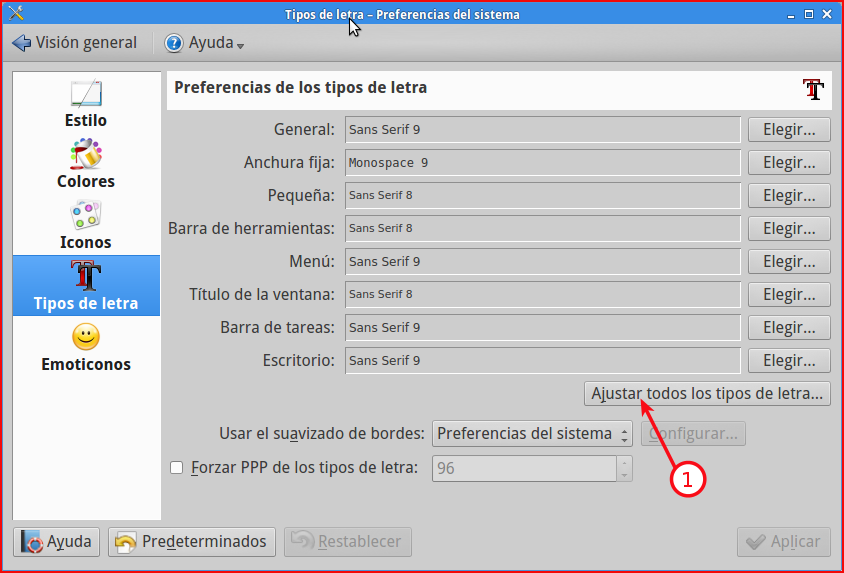 Tipos de letra – Preferencias del sistema
Visión general
Ayuda
Estilo
Colores
Iconos
Tipos de letra
Emoticonos
Preferencias de los tipos de letra
General: Sans Serif 9 Elegir...
Anchura fija: Monospace 9 Elegir...
Pequeña: Sans Serif 8 Elegir...
Barra de herramientas: Sans Serif 8 Elegir...
Menú: Sans Serif 9 Elegir...
Título de la ventana: Sans Serif 8 Elegir...
Barra de tareas: Sans Serif 9 Elegir...
Escritorio: Sans Serif 9 Elegir...
Ajustar todos los tipos de letra...
Usar el suavizado de bordes: Preferencias del sistema Configurar...
Forzar PPP de los tipos de letra: 96
1
Ayuda Predeterminados Restablecer Aplicar